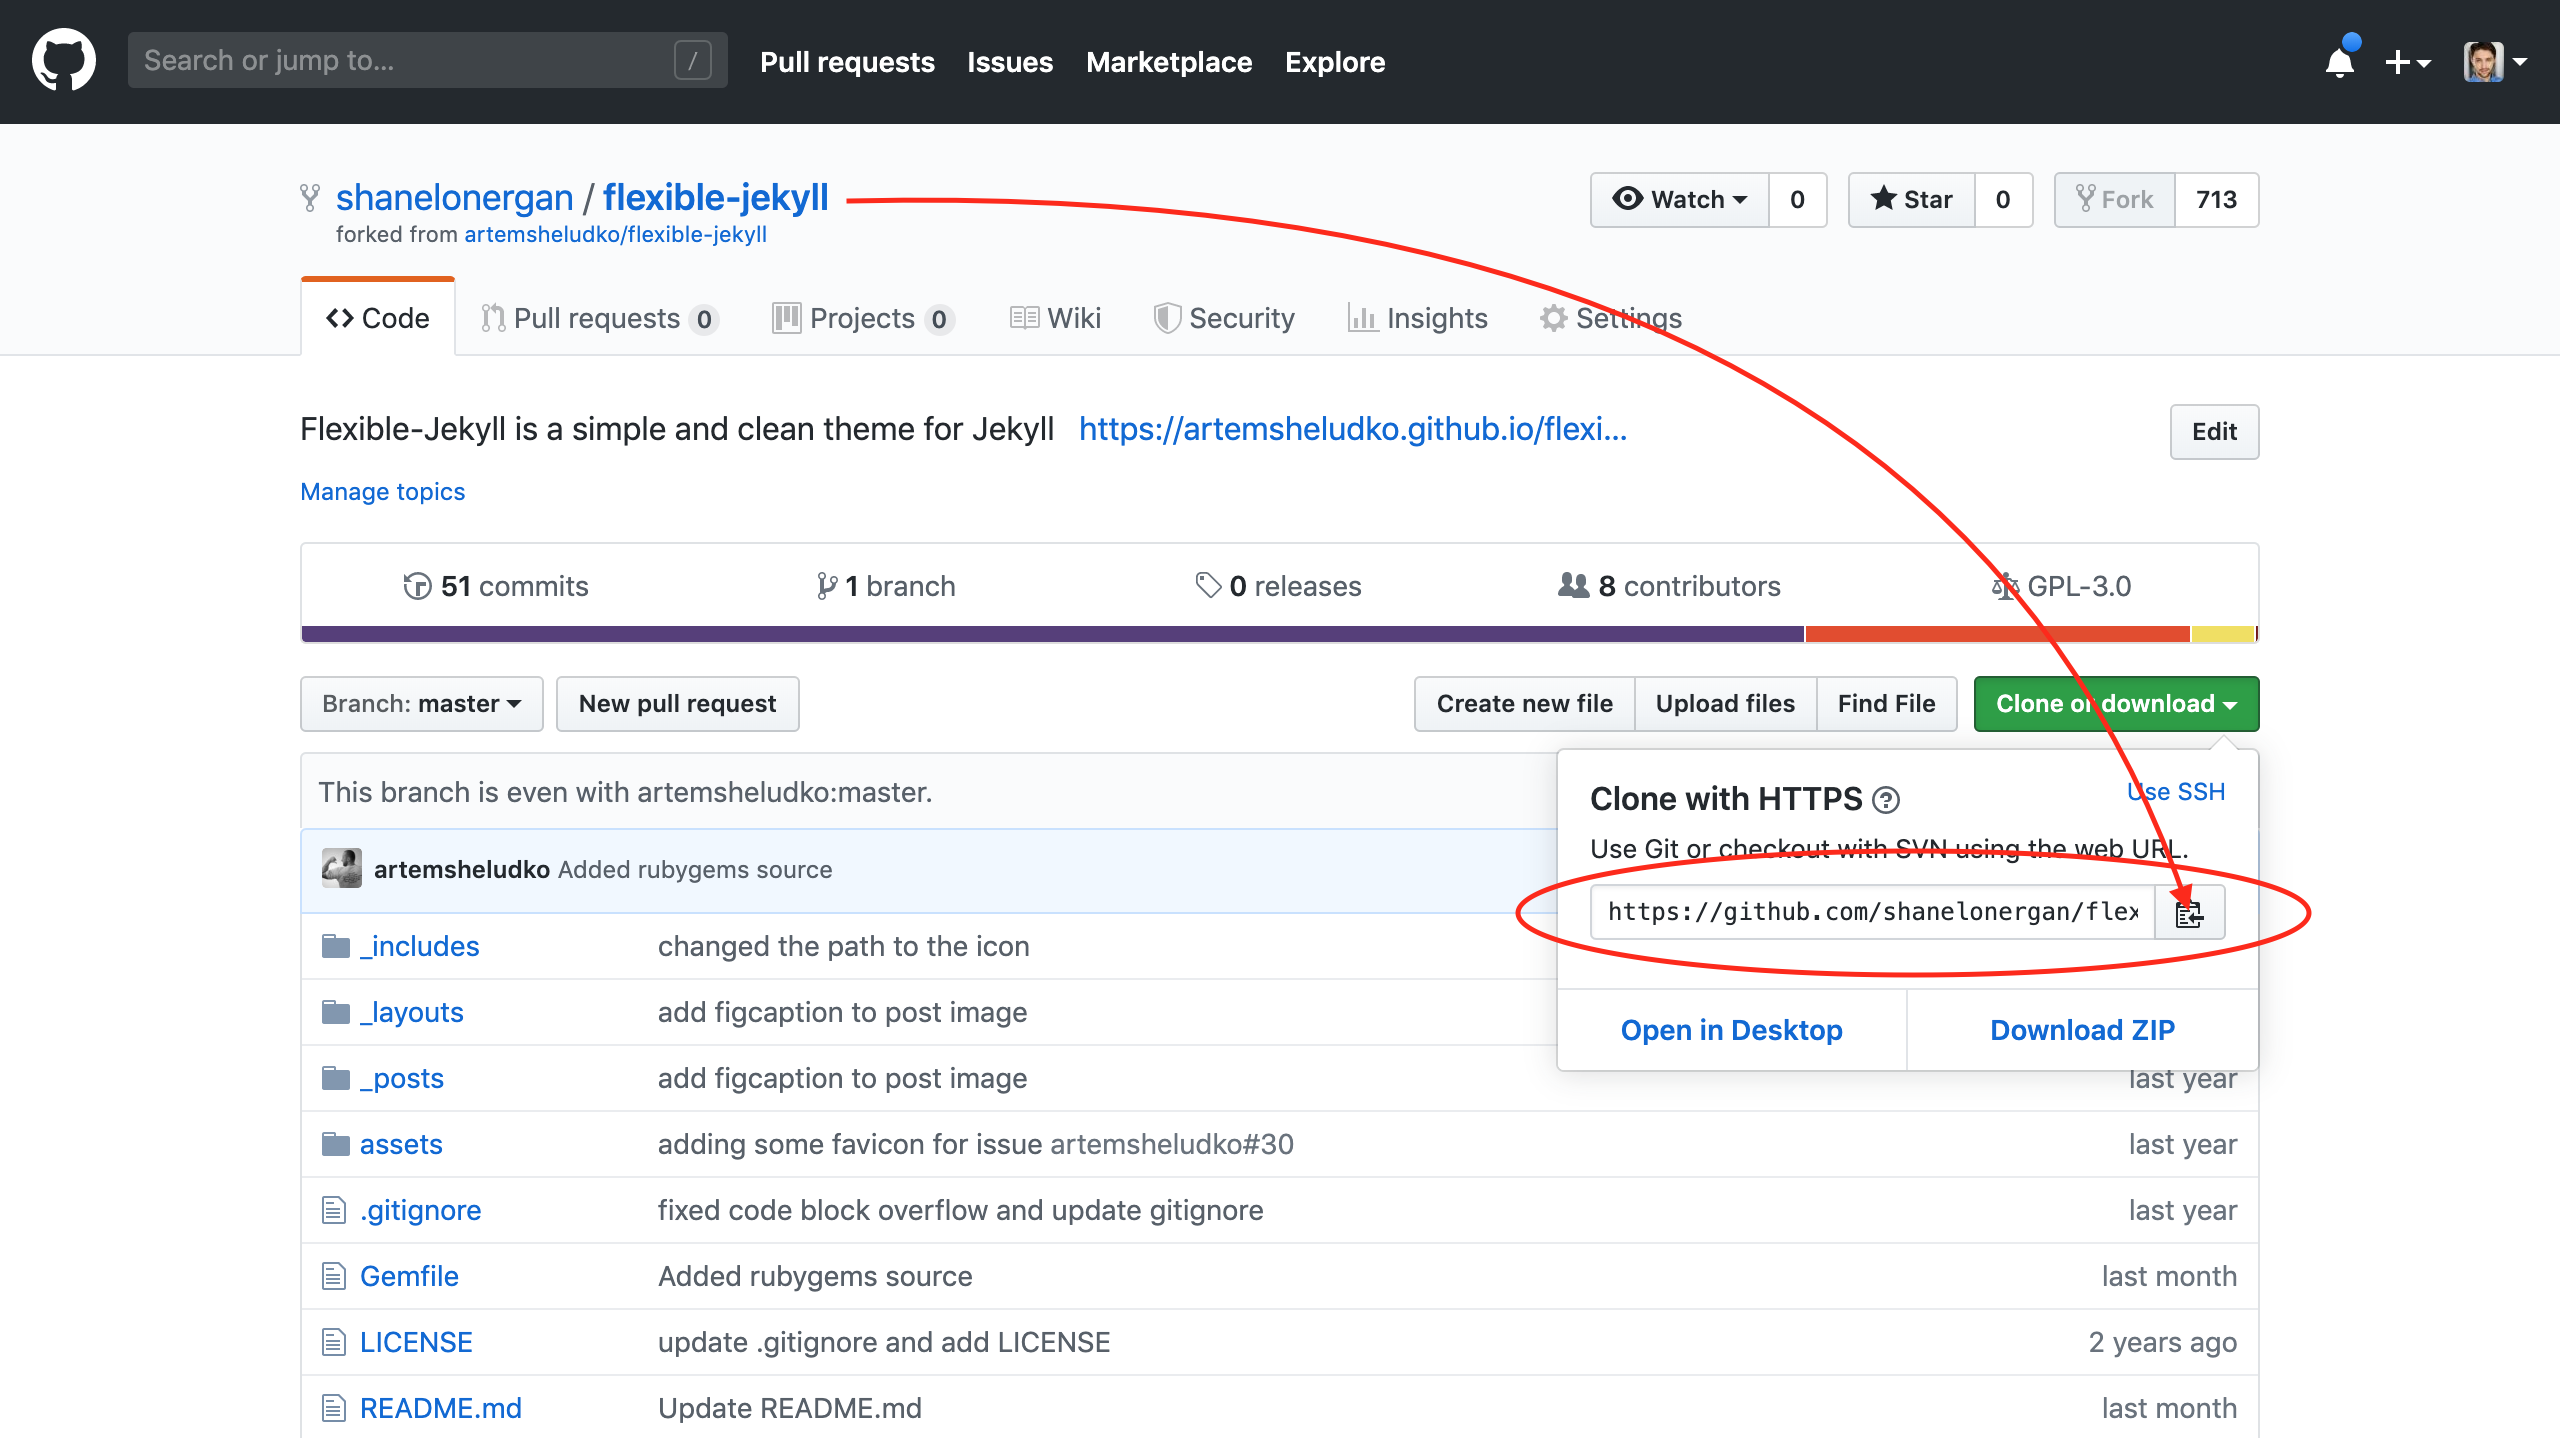 Search or jump to... /
Pull requests Issues Marketplace Explore
shanelonergan / flexible-jekyll
forked from artemsheludko/flexible-jekyll
Watch 0 Star 0 Fork 713
Code Pull requests 0 Projects 0 Wiki Security Insights Settings
Flexible-Jekyll is a simple and clean theme for Jekyll https://artemsheludko.github.io/flexi... Edit
Manage topics
51 commits 1 branch 0 releases 8 contributors GPL-3.0
Branch: master New pull request Create new file Upload files Find File Clone or download
This branch is even with artemsheludko:master.
Clone with HTTPS ? Use SSH
Use Git or checkout with SVN using the web URL.
https://github.com/shanelonergan/flex
Open in Desktop Download ZIP
artemsheludko Added rubygems source
_includes changed the path to the icon
_layouts add figcaption to post image
_posts add figcaption to post image last year
assets adding some favicon for issue artemsheludko#30 last year
.gitignore fixed code block overflow and update gitignore last year
Gemfile Added rubygems source last month
LICENSE update .gitignore and add LICENSE 2 years ago
README.md Update README.md last month